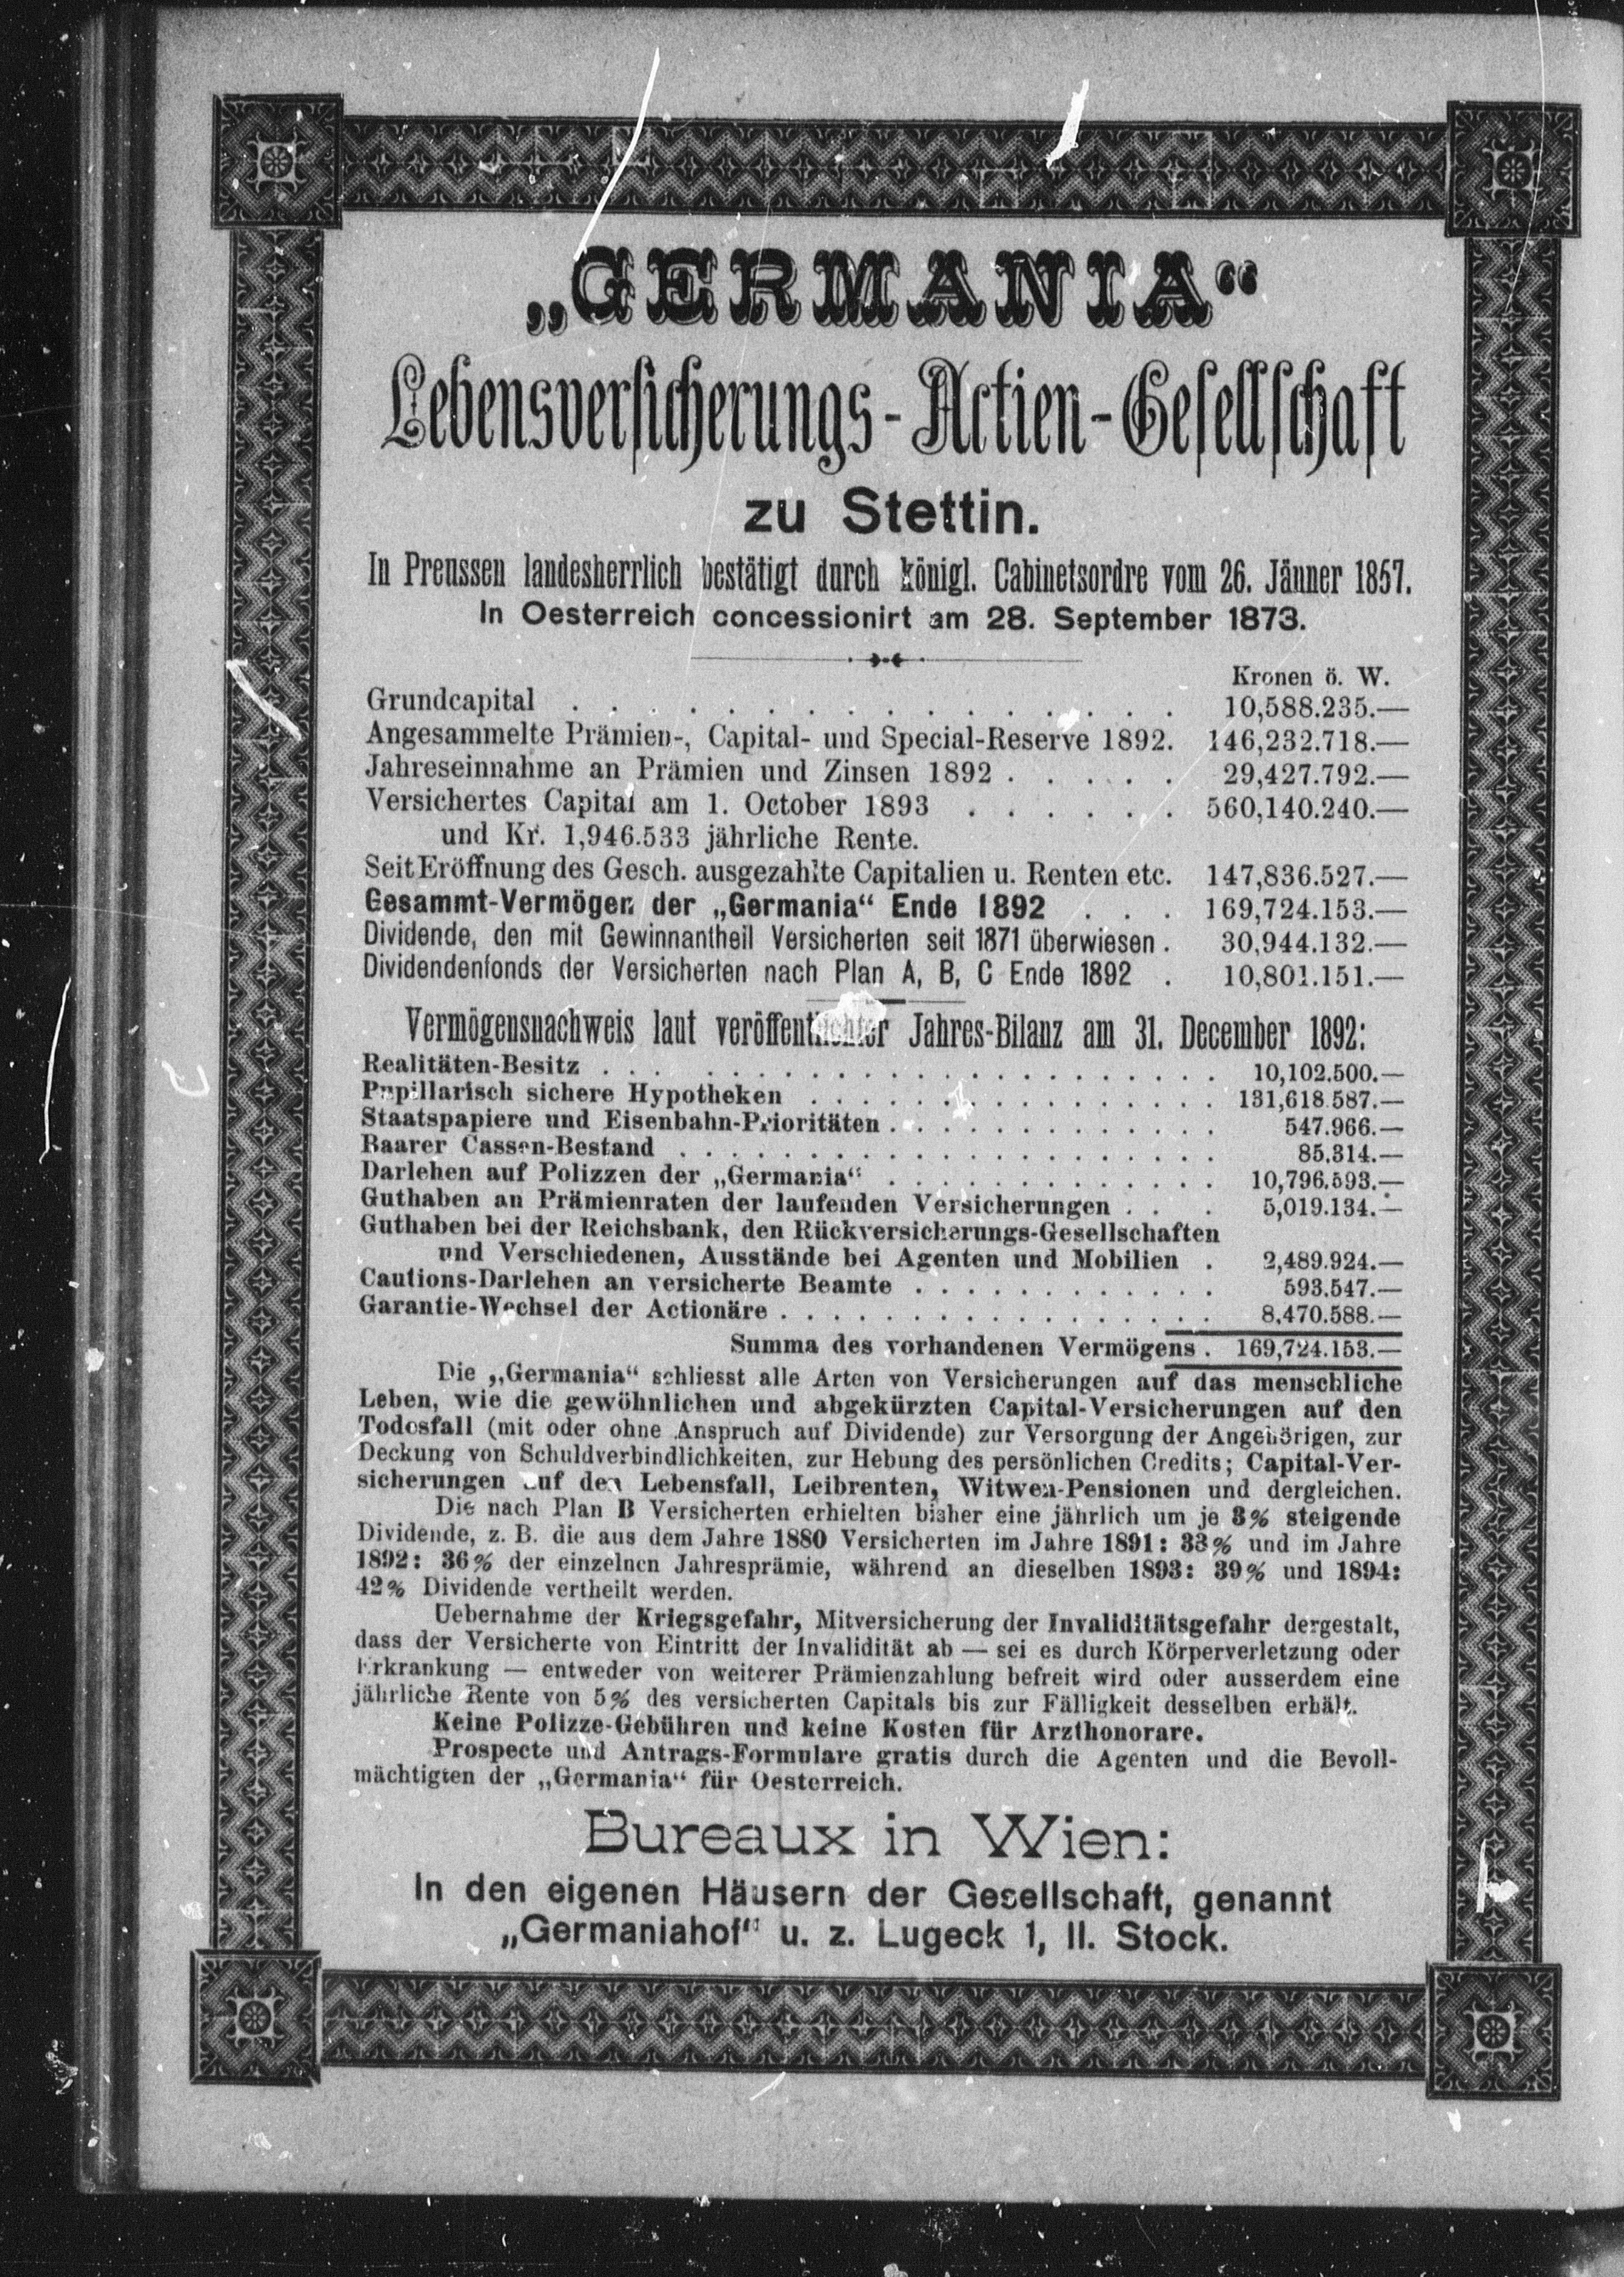 „GERMANIA“
Lebensversicherungs-Actien-Gesellschaft
zu Stettin.
In Preussen landesherrlich bestätigt durch königl. Cabinetsordre vom 26. Jänner 1857.
In Oesterreich concessionirt am 28. September 1873.
Kronen ö. W.
Grundcapital . . . . . . . . . . . . . . . . 10,588.235.—
Angesammelte Prämien-, Capital- und Special-Reserve 1892. 146,232.718.—
Jahreseinnahme an Prämien und Zinsen 1892 . . . . . 29,427.792.—
Versichertes Capital am 1. October 1893 . . . . . . 560,140.240.—
und Kr. 1,946.533 jährliche Rente.
Seit Eröffnung des Gesch. ausgezahlte Capitalien u. Renten etc. 147,836.527.—
Gesammt-Vermögen der „Germania“ Ende 1892 . . . 169,724.153.—
Dividende, den mit Gewinnantheil Versicherten seit 1871 überwiesen . 30,944.132.—
Dividendenfonds der Versicherten nach Plan A, B, C Ende 1892 . 10,801.151.—
Vermögensnachweis laut veröffentlichter Jahres-Bilanz am 31. December 1892:
Realitäten-Besitz . . . . . . . . . . . . . . . . . . . . . . . 10,102.500.—
Pupillarisch sichere Hypotheken . . . . . . . . . . . . . . . . 131,618.587.—
Staatspapiere und Eisenbahn-Prioritäten . . . . . . . . . . . . . 547.966.—
Baarer Cassen-Bestand . . . . . . . . . . . . . . . . . . . . . 85.314.—
Darlehen auf Polizzen der „Germania“ . . . . . . . . . . . . . 10,796.593.—
Guthaben an Prämienraten der laufenden Versicherungen . . . 5,019.134.—
Guthaben bei der Reichsbank, den Rückversicherungs-Gesellschaften
und Verschiedenen, Ausstände bei Agenten und Mobilien . 2,489.924.—
Cautions-Darlehen an versicherte Beamte . . . . . . . . . . . . 593.547.—
Garantie-Wechsel der Actionäre . . . . . . . . . . . . . . . . . 8,470.588.—
Summa des vorhandenen Vermögens . 169,724.153.—
Die „Germania“ schliesst alle Arten von Versicherungen auf das menschliche
Leben, wie die gewöhnlichen und abgekürzten Capital-Versicherungen auf den
Todesfall (mit oder ohne Anspruch auf Dividende) zur Versorgung der Angehörigen, zur
Deckung von Schuldverbindlichkeiten, zur Hebung des persönlichen Credits; Capital-Ver-
sicherungen auf den Lebensfall, Leibrenten, Witwen-Pensionen und dergleichen.
Die nach Plan B Versicherten erhielten bisher eine jährlich um je 3% steigende
Dividende, z. B. die aus dem Jahre 1880 Versicherten im Jahre 1891: 33% und im Jahre
1892: 36% der einzelnen Jahresprämie, während an dieselben 1893: 39% und 1894:
42% Dividende vertheilt werden.
Uebernahme der Kriegsgefahr, Mitversicherung der Invaliditätsgefahr dergestalt,
dass der Versicherte von Eintritt der Invalidität ab — sei es durch Körperverletzung oder
Erkrankung — entweder von weiterer Prämienzahlung befreit wird oder ausserdem eine
jährliche Rente von 5% des versicherten Capitals bis zur Fälligkeit desselben erhält.
Keine Polizze-Gebühren und keine Kosten für Arzthonorare.
Prospecte und Antrags-Formulare gratis durch die Agenten und die Bevoll-
mächtigten der „Germania“ für Oesterreich.
Bureaux in Wien:
In den eigenen Häusern der Gesellschaft, genannt
„Germaniahof“ u. z. Lugeck 1, II. Stock.